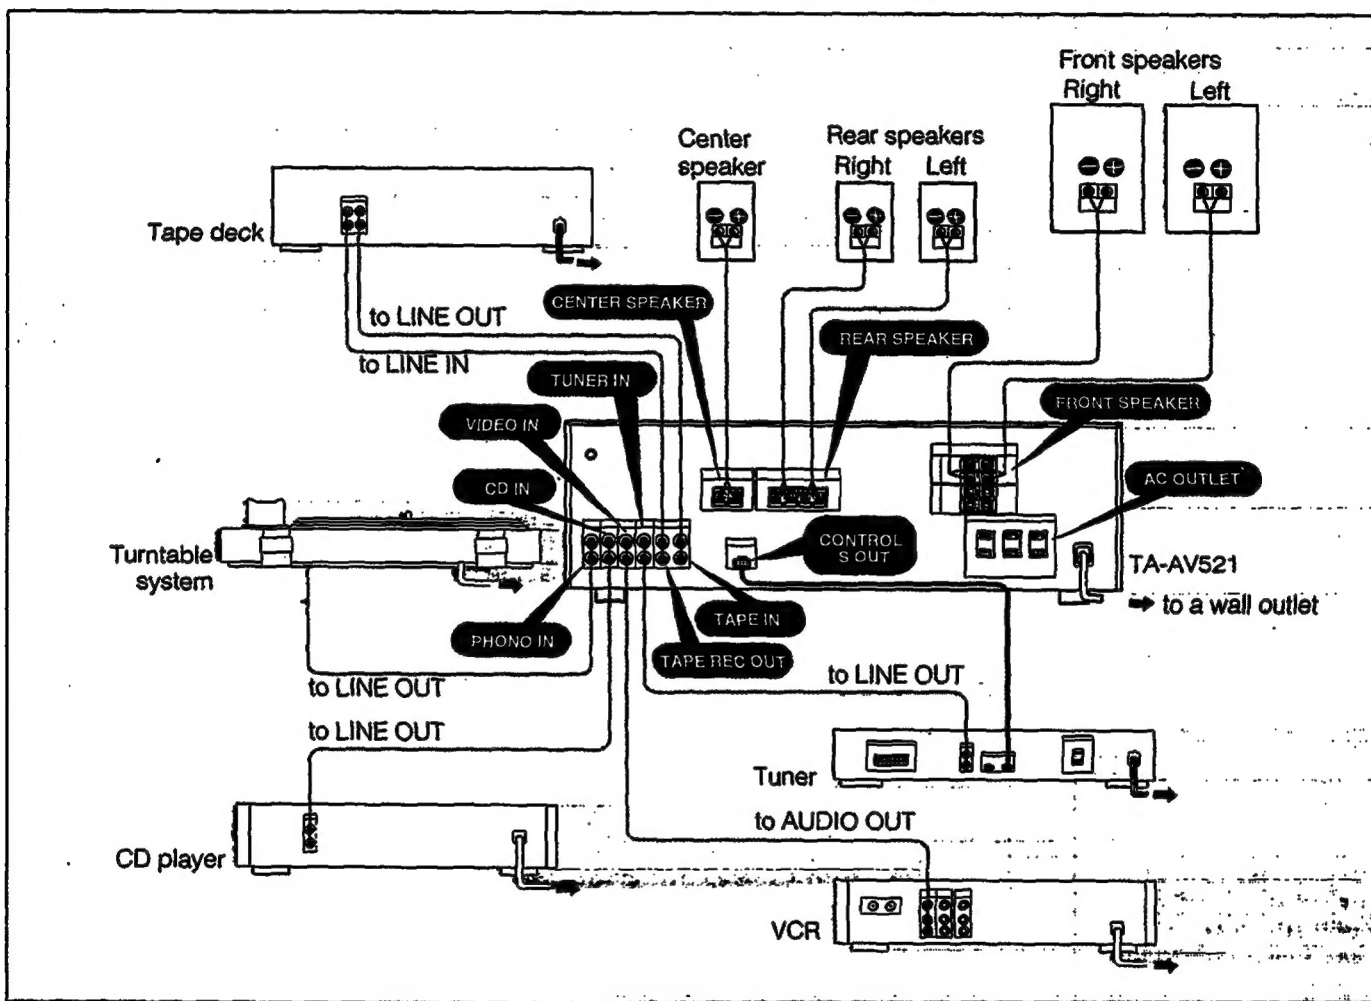 Front speakers
Right Left
Center speaker
Rear speakers
Right Left
Tape deck
to LINE OUT
to LINE IN
CENTER SPEAKER
REAR SPEAKER
TUNER IN
VIDEO IN
FRONT SPEAKER
CD IN
AC OUTLET
CONTROL S OUT
Turntable system
TA-AV521
to a wall outlet
TAPE IN
PHONO IN
TAPE REC OUT
to LINE OUT
to LINE OUT
to LINE OUT
Tuner
to AUDIO OUT
CD player
VCR